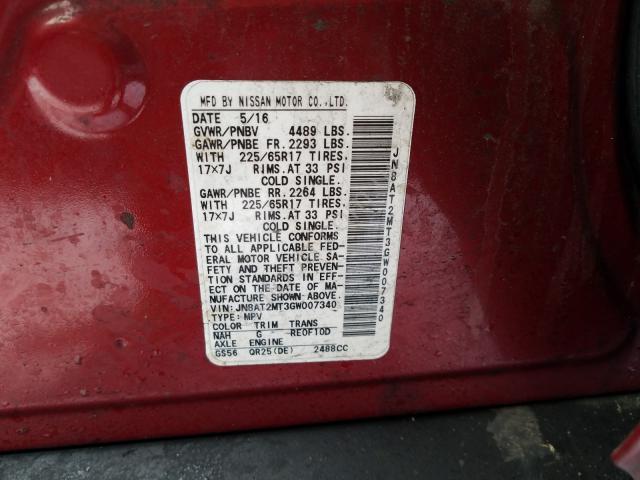 MFD BY NISSAN MOTOR CO.,LTD.
DATE 5/16
GVWR/PNBV 4489 LBS.
GAWR/PNBE FR. 2293 LBS.
WITH 225/65R17 TIRES.
17×7J RIMS.AT 33 PSI
COLD SINGLE.
GAWR/PNBE RR. 2264 LBS.
WITH 225/65R17 TIRES.
17×7J RIMS.AT 33 PSI
COLD SINGLE.
THIS VEHICLE CONFORMS
TO ALL APPLICABLE FED-
ERAL MOTOR VEHICLE SA-
FETY AND THEFT PREVEN-
TION STANDARDS IN EFF-
ECT ON THE DATE OF MA-
NUFACTURE SHOWN ABOVE.
VIN: JN8AT2MT3GW007340
TYPE: MPV
COLOR TRIM TRANS
NAH G RE0F10D
AXLE ENGINE
GS56 QR25(DE) 2488CC
JN8AT2MT3GW007340